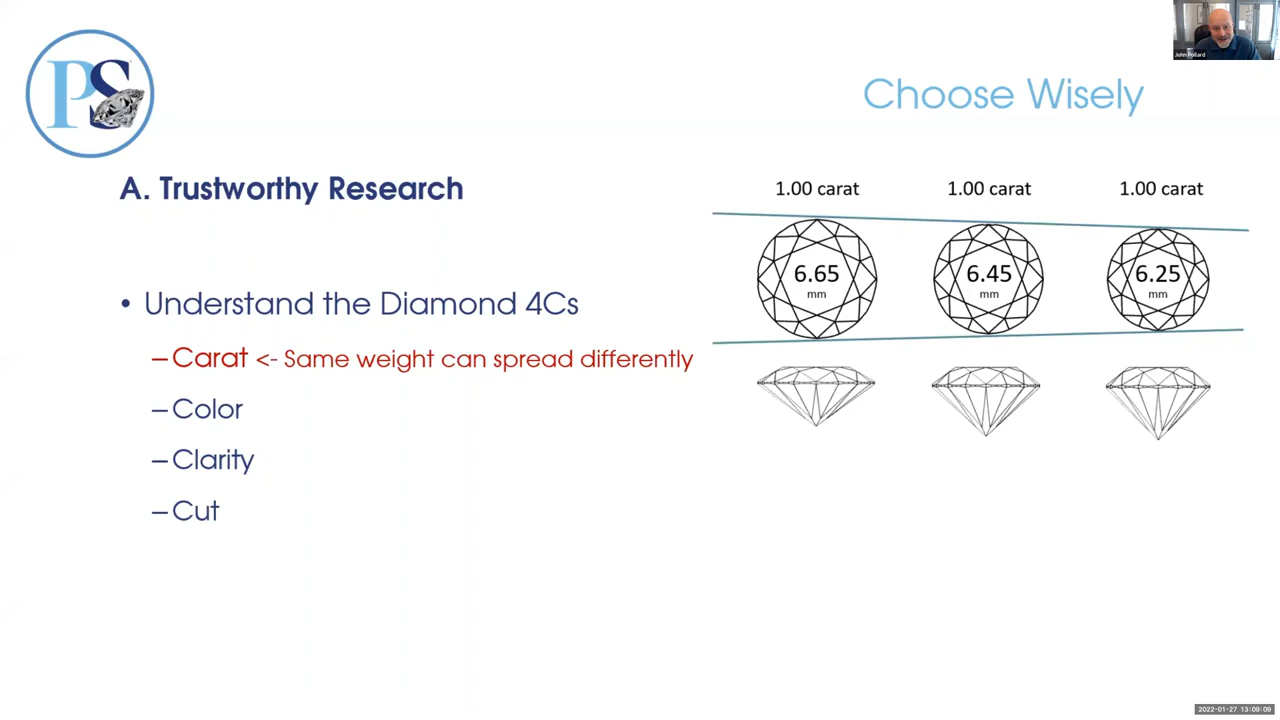 PS
John Pollard
Choose Wisely
A. Trustworthy Research
• Understand the Diamond 4Cs
– Carat <- Same weight can spread differently
– Color
– Clarity
– Cut
1.00 carat 1.00 carat 1.00 carat
6.65 6.45 6.25
mm mm mm
2022-01-27 13:09:09